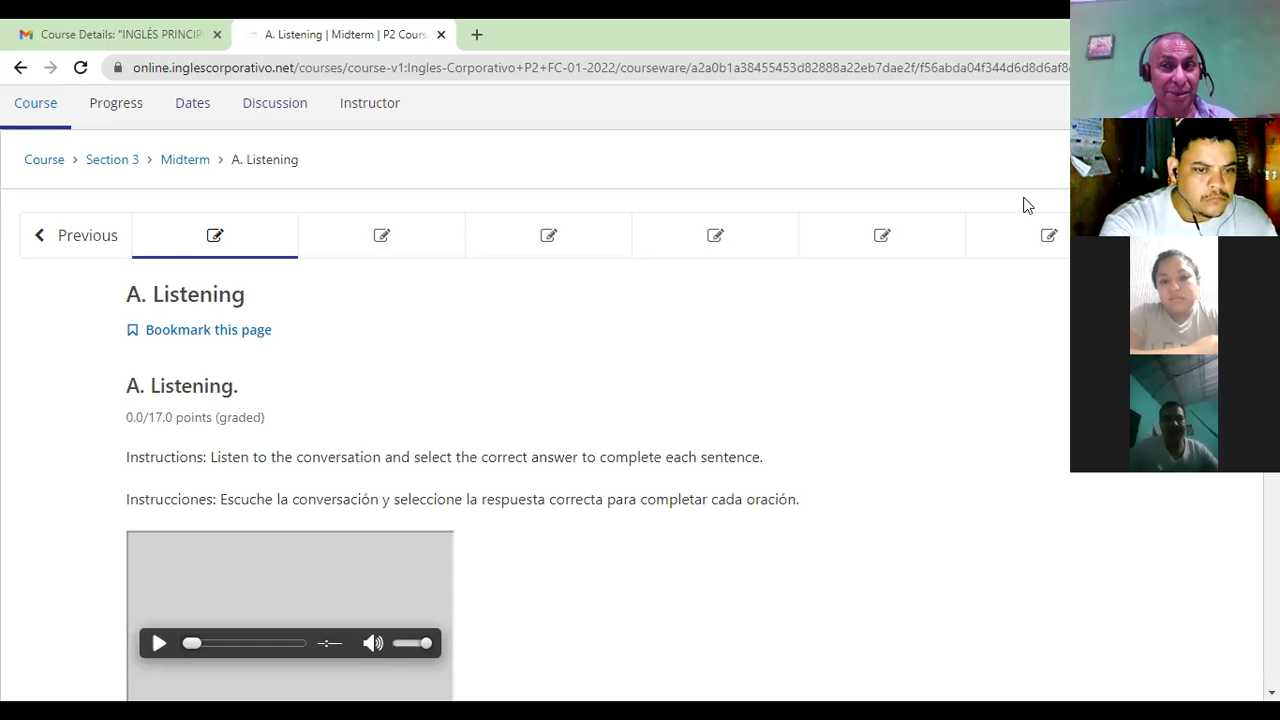 Course Details: "INGLÉS PRINCIP
A. Listening | Midterm | P2 Cours
online.inglescorporativo.net/courses/course-v1:Ingles-Corporativo+P2+FC-01-2022/courseware/a2a0b1a38455453d82888a22eb7dae2f/f56abda04f344d6d8d6af8
Course Progress Dates Discussion Instructor
Course > Section 3 > Midterm > A. Listening
Previous
A. Listening
Bookmark this page
A. Listening.
0.0/17.0 points (graded)
Instructions: Listen to the conversation and select the correct answer to complete each sentence.
Instrucciones: Escuche la conversación y seleccione la respuesta correcta para completar cada oración.
-:--